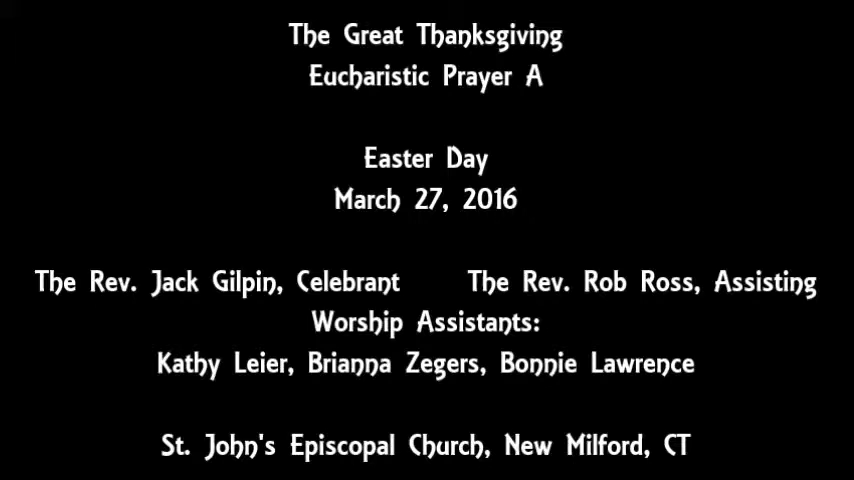 The Great Thanksgiving
Eucharistic Prayer A
Easter Day
March 27, 2016
The Rev. Jack Gilpin, Celebrant The Rev. Rob Ross, Assisting
Worship Assistants:
Kathy Leier, Brianna Zegers, Bonnie Lawrence
St. John's Episcopal Church, New Milford, CT